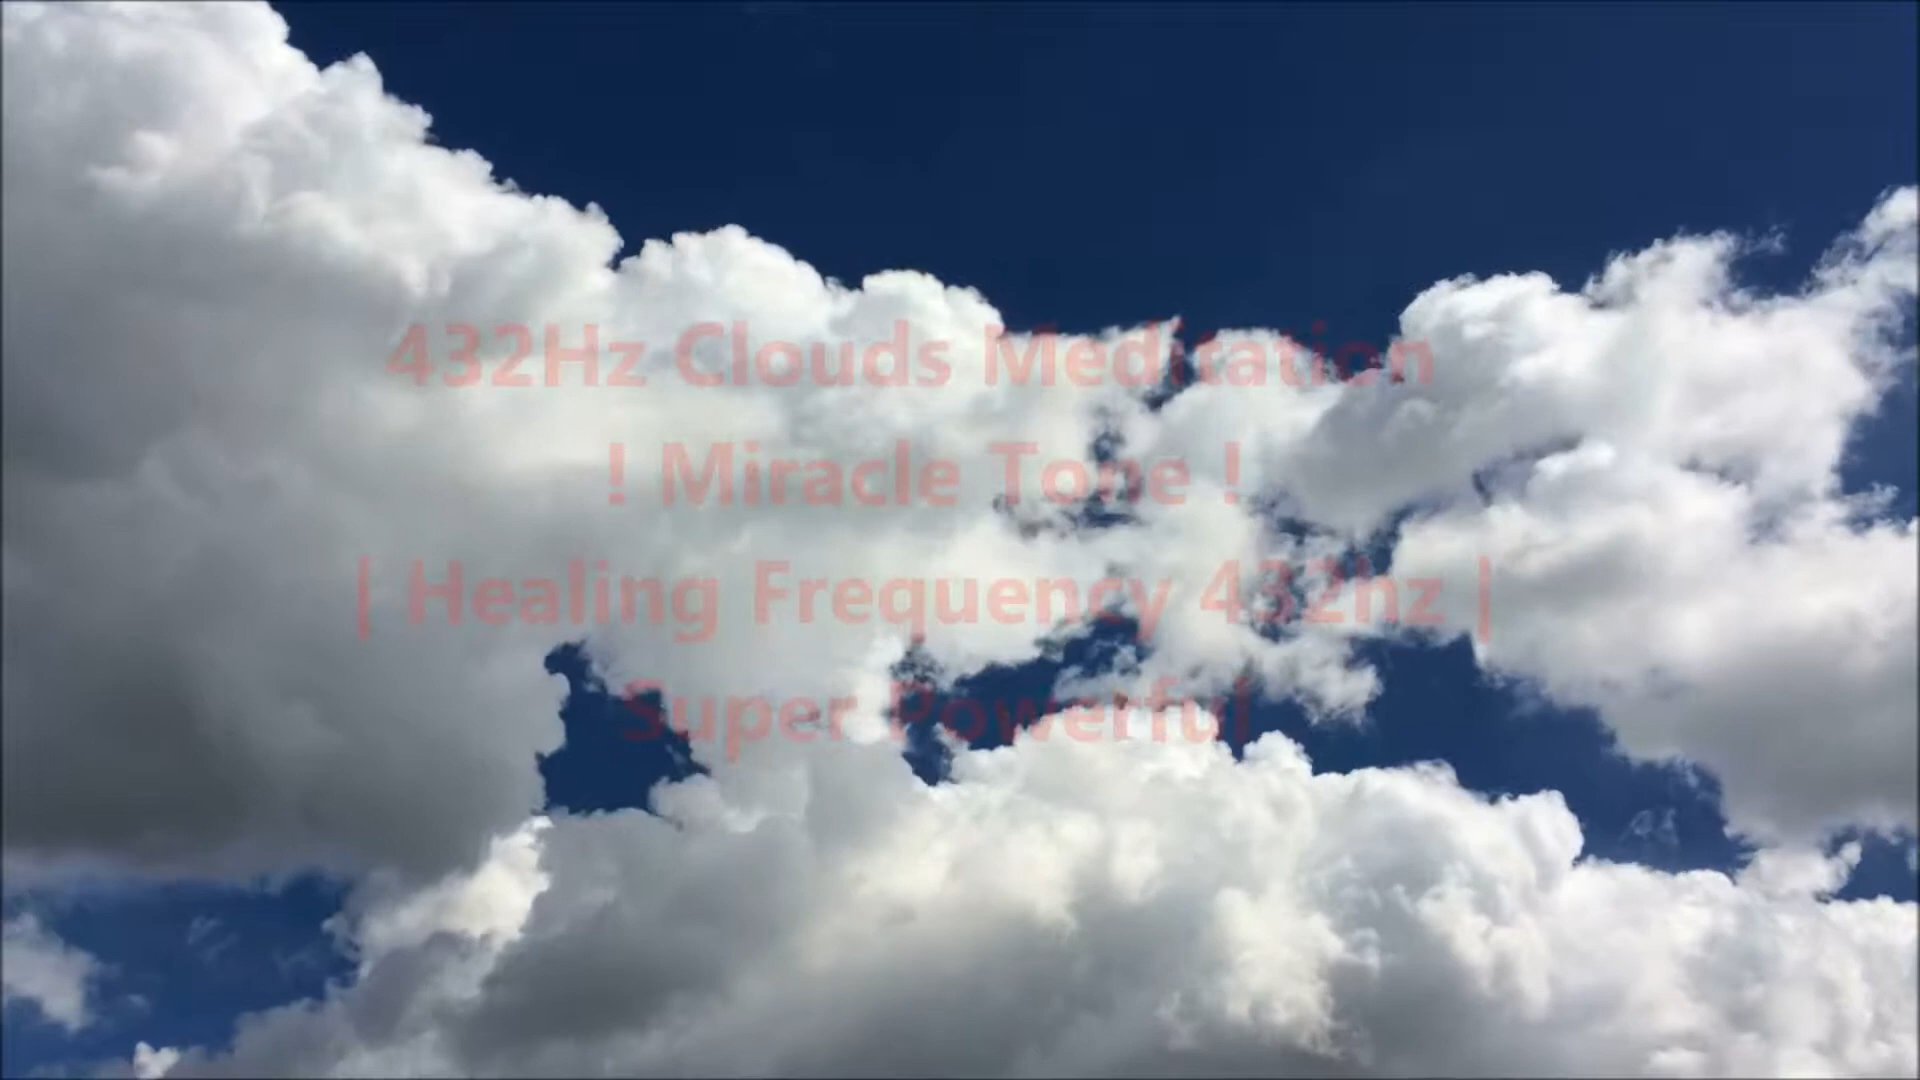 432Hz Clouds Meditation
! Miracle Tone !
| Healing Frequency 432hz |
Super Powerful